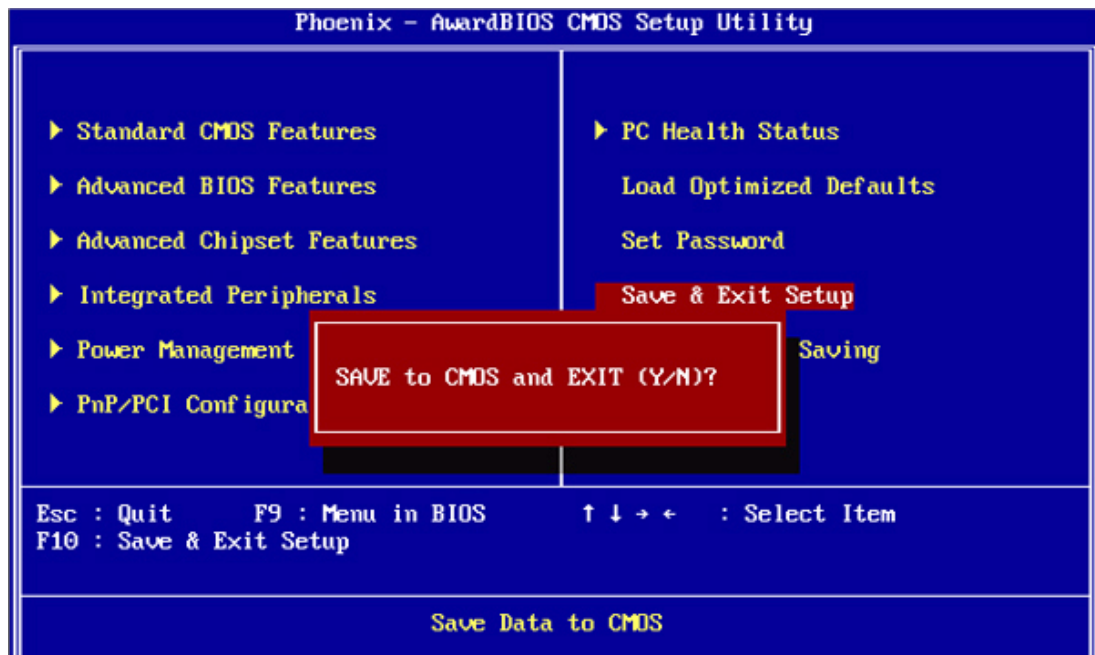 Phoenix - AwardBIOS CMOS Setup Utility
Standard CMOS Features
Advanced BIOS Features
Advanced Chipset Features
Integrated Peripherals
Power Management
PnP/PCI
PC Health Status
Load Optimized Defaults
Set Password
Save & Exit Setup
Saving
SAVE to CMOS and EXIT (Y/N)?
Esc : Quit F9 : Menu in BIOS ↑ ↓ → ← : Select Item
F10 : Save & Exit Setup
Save Data to CMOS